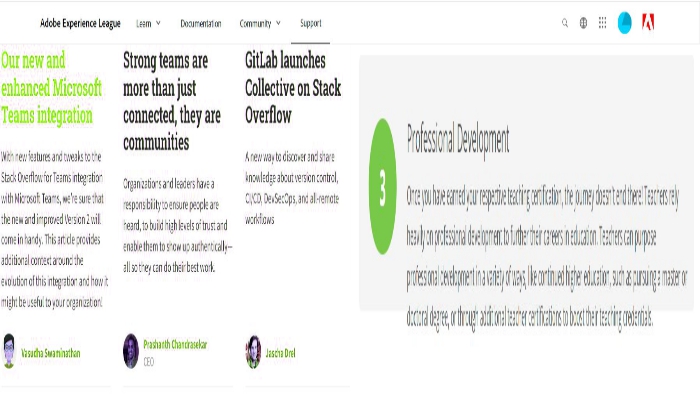 Adobe Experience League
Learn
Documentation
Community
Support
Our new and
enhanced Microsoft
Teams integration
With new features and tweaks to the
Stack Overflow for Teams integration
with Microsoft Teams, we're sure that
the new and improved Version 2 will
come in handy. This article provides
additional context around the
evolution of this integration and how it
might be useful to your organization!
Vasudha Swaminathan
Strong teams are
more than just
connected, they are
communities
Organizations and leaders have a
responsibility to ensure people are
heard, to build high levels of trust and
enable them to show up authentically—
all so they can do their best work.
Prashanth Chandrasekar
CEO
GitLab launches
Collective on Stack
Overflow
A new way to discover and share
knowledge about version control,
CI/CD, DevSecOps, and all-remote
workflows
Jascha Drel
3
Professional Development
Once you have earned your respective teaching certification, the journey doesn't end there! Teachers rely
heavily on professional development to further their careers in education. Teachers can purpose
professional development in a variety of ways, like continued higher education, such as pursuing a master or
doctoral degree, or through additional teacher certifications to boost their teaching credentials.